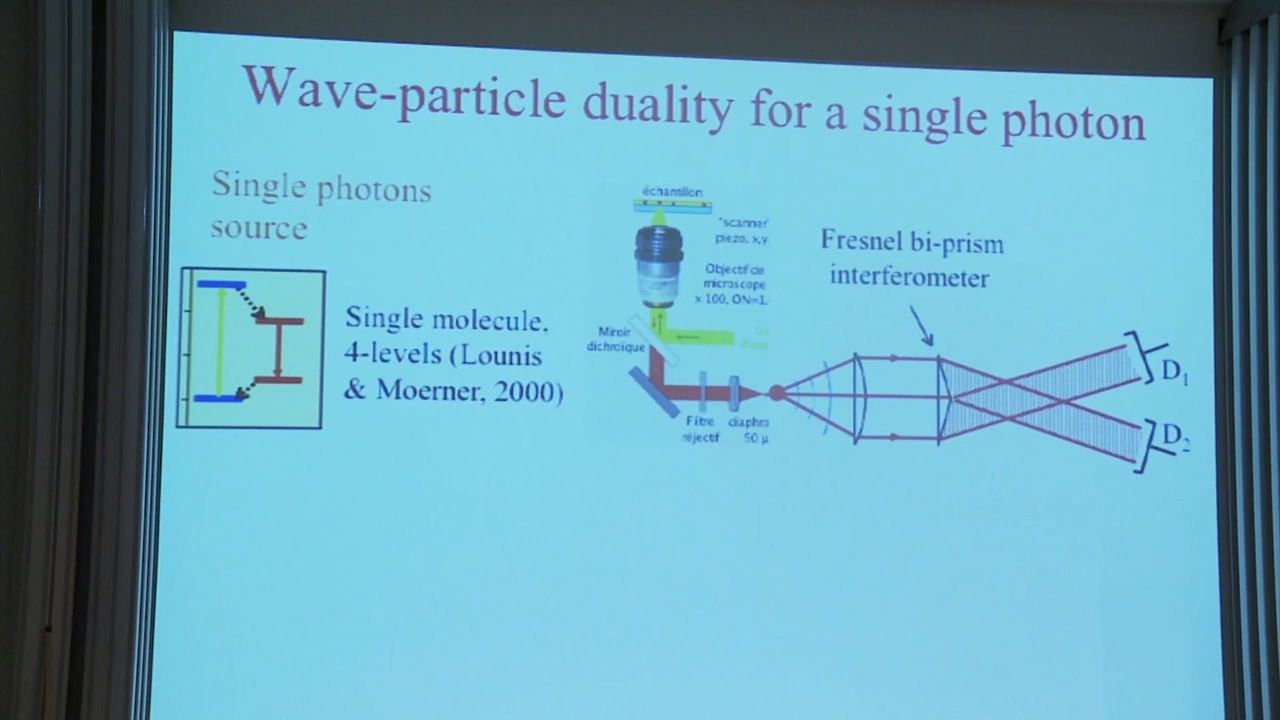 Wave-particle duality for a single photon
Single photons
source
Single molecule,
4-levels (Lounis
& Moerner, 2000)
échantillon
"scanner"
piezo, x,y
Objectif de
microscope
x 100, ON=1.
Miroir
dichroïque
Filtre
réjectif
diaphra
50 µ
Fresnel bi-prism
interferometer
D1
D2